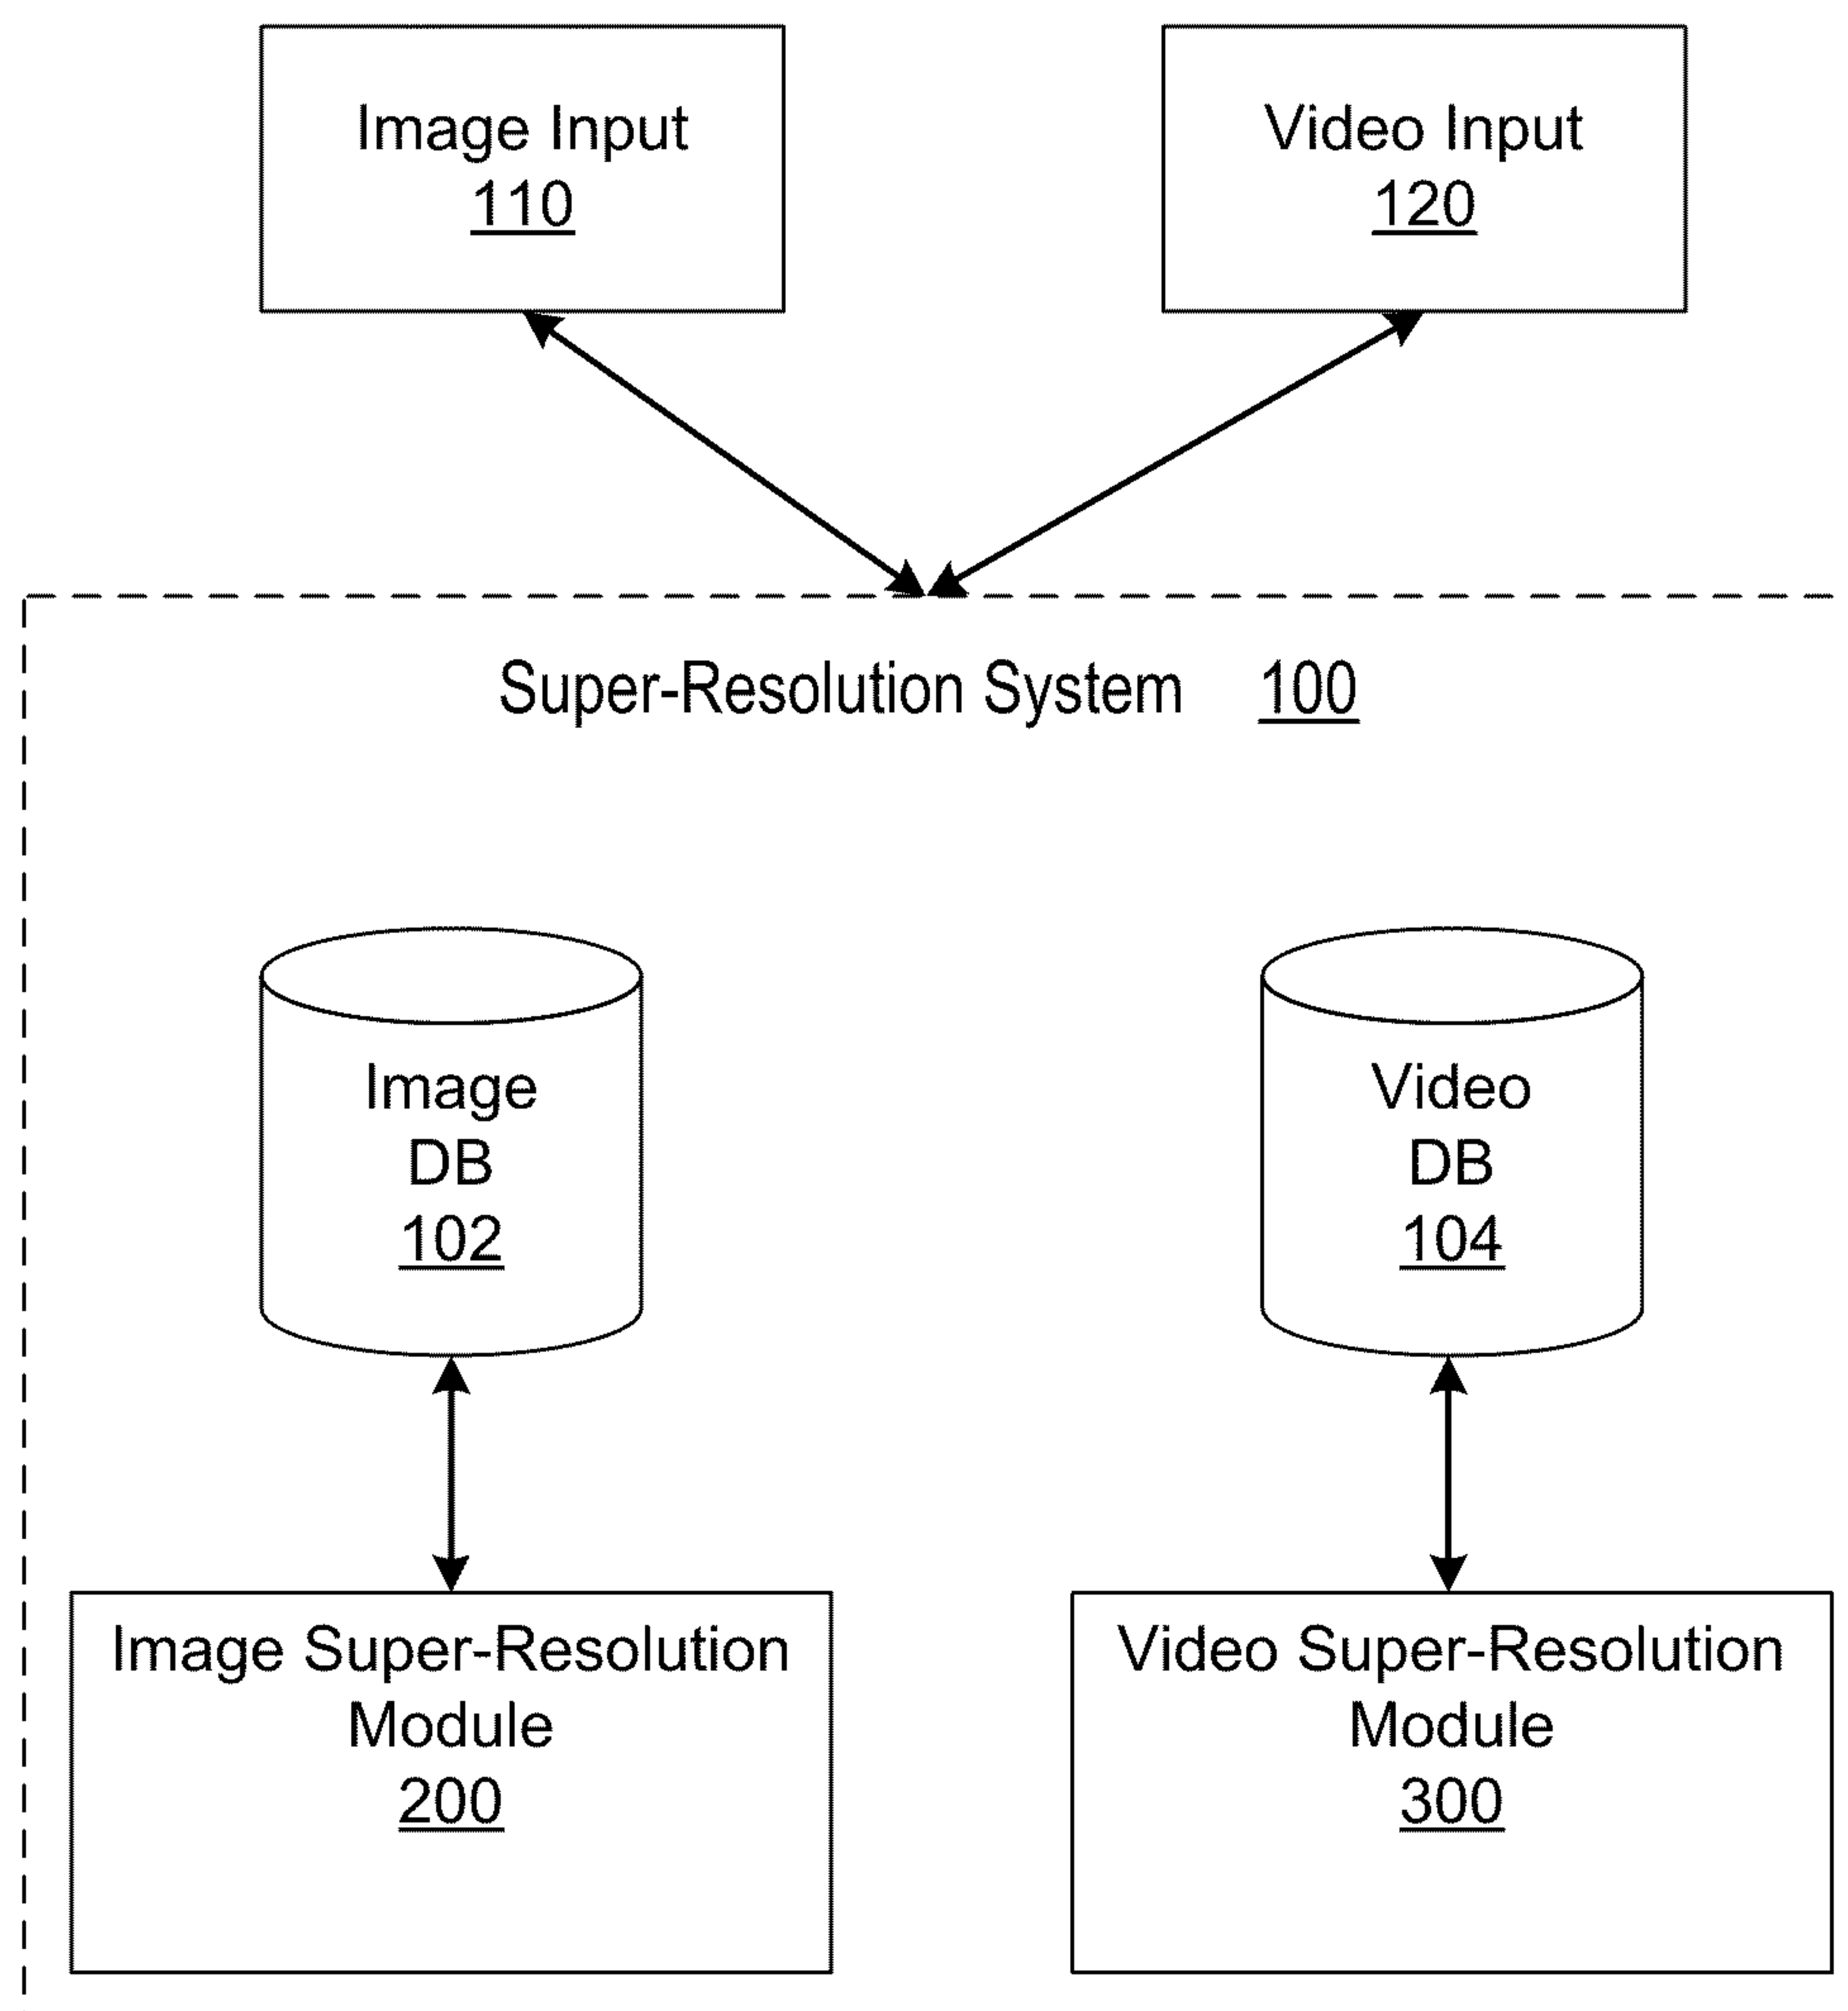 Image Input
110
Video Input
120
Super-Resolution System 100
Image
DB
102
Video
DB
104
Image Super-Resolution
Module
200
Video Super-Resolution
Module
300